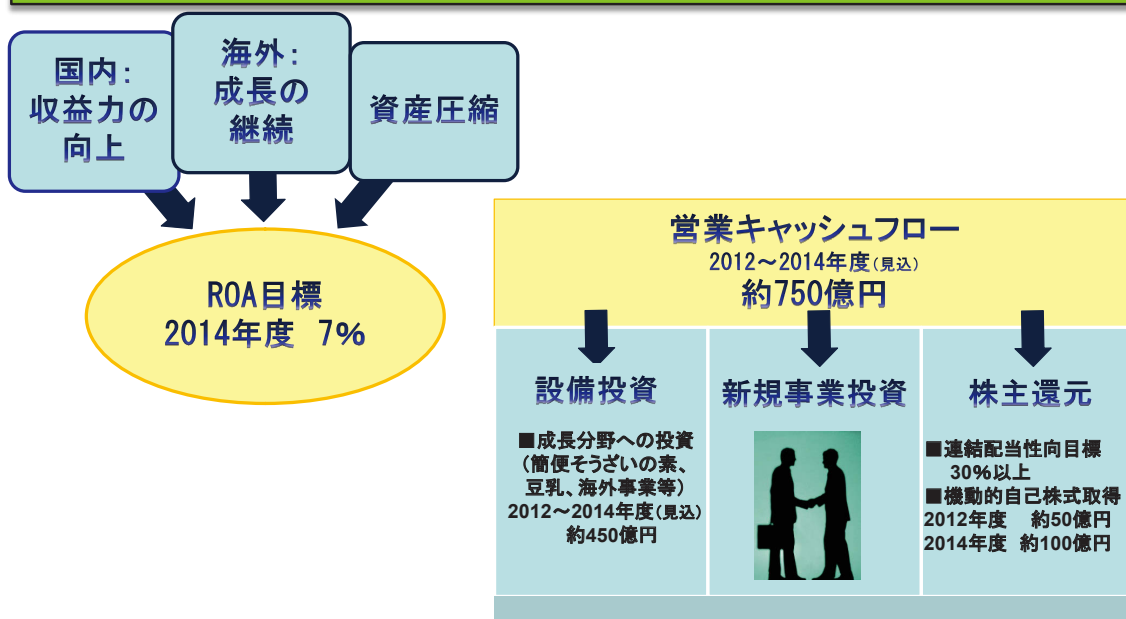 国内：
収益力の
向上
海外：
成長の
継続
資産圧縮
ROA目標
2014年度 7%
営業キャッシュフロー
2012～2014年度(見込)
約750億円
設備投資
■成長分野への投資
（簡便そうざいの素、
豆乳、海外事業等）
2012～2014年度(見込)
約450億円
新規事業投資
株主還元
■連結配当性向目標
30%以上
■機動的自己株式取得
2012年度 約50億円
2014年度 約100億円